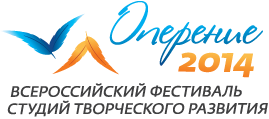 Оперение
2014
ВСЕРОССИЙСКИЙ ФЕСТИВАЛЬ
СТУДИЙ ТВОРЧЕСКОГО РАЗВИТИЯ